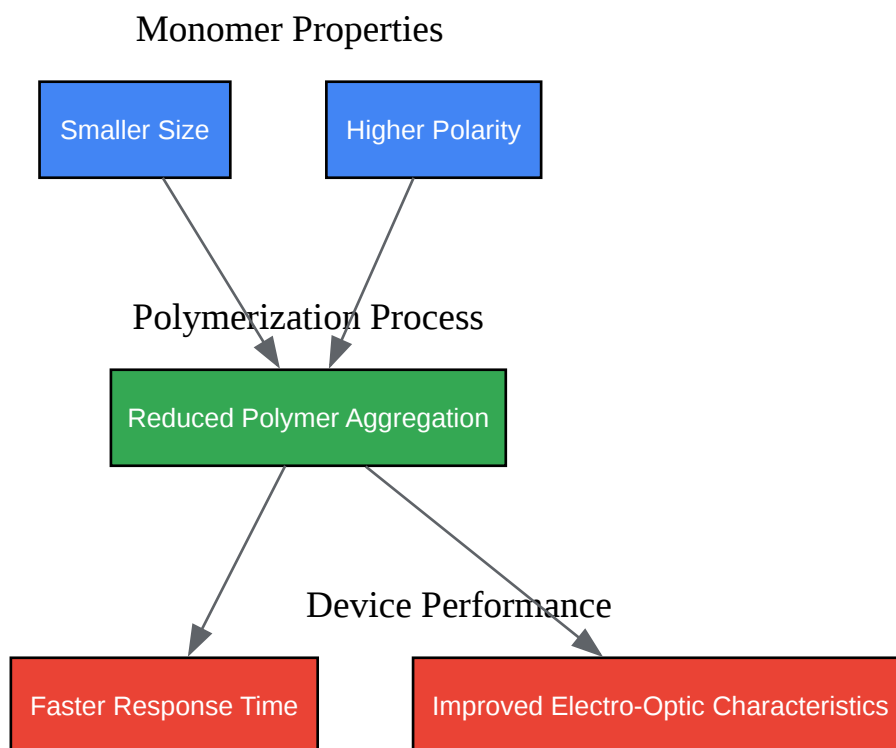 Monomer Properties
Smaller Size
Higher Polarity
Polymerization Process
Reduced Polymer Aggregation
Device Performance
Faster Response Time
Improved Electro-Optic Characteristics